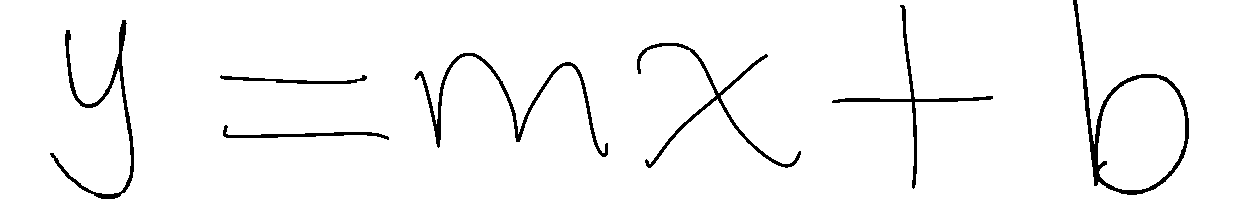 y = mx + b